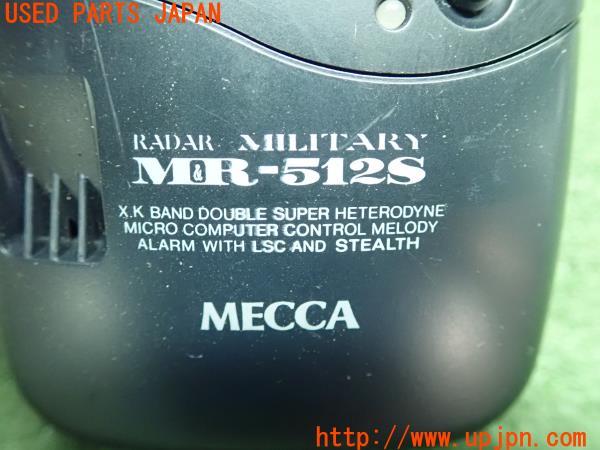 USED PARTS JAPAN
RADAR MILITARY
M&R-512S
X.K BAND DOUBLE SUPER HETERODYNE
MICRO COMPUTER CONTROL MELODY
ALARM WITH LSC AND STEALTH
MECCA
http://www.upjpn.com/